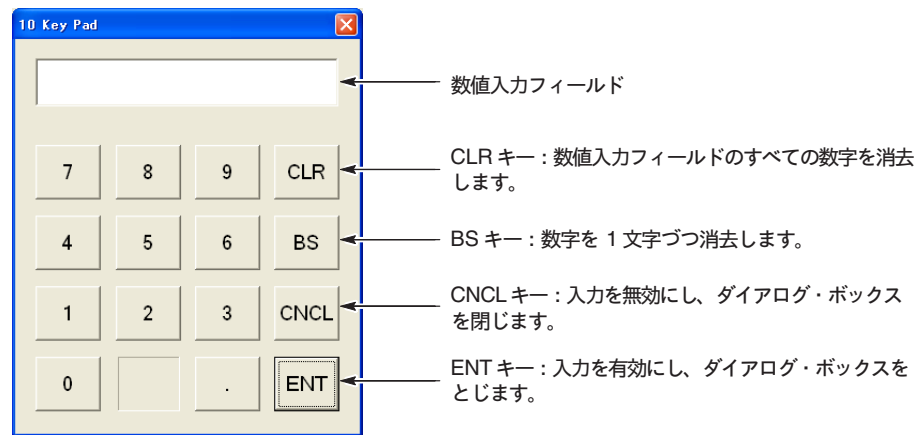 10 Key Pad
数値入力フィールド
7 8 9 CLR
CLR キー：数値入力フィールドのすべての数字を消去
します。
4 5 6 BS
BS キー：数字を 1 文字づつ消去します。
1 2 3 CNCL
CNCL キー：入力を無効にし、ダイアログ・ボックス
を閉じます。
0 . ENT
ENT キー：入力を有効にし、ダイアログ・ボックスを
とじます。